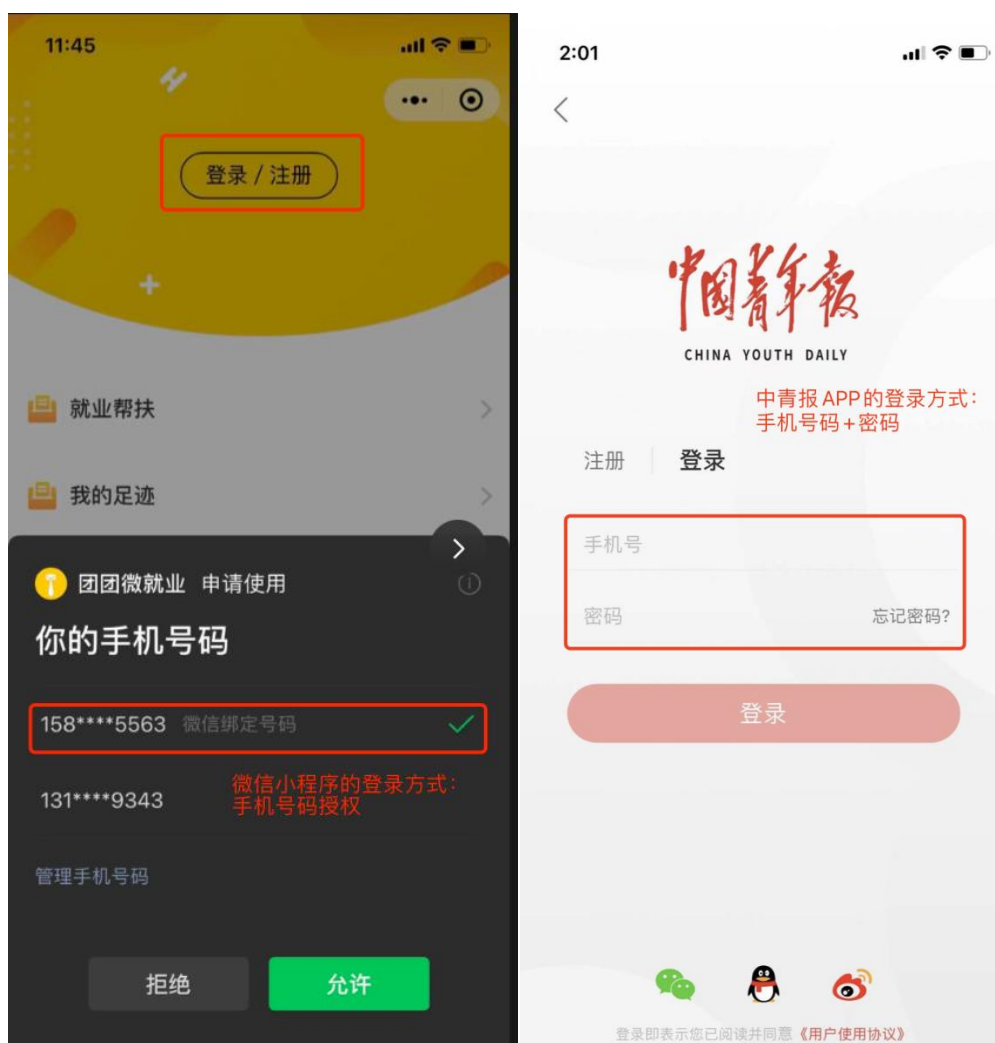 11:45
登录 / 注册
就业帮扶
我的足迹
团团微就业 申请使用
你的手机号码
158****5563 微信绑定号码
131****9343
微信小程序的登录方式：
手机号码授权
管理手机号码
拒绝
允许
2:01
中国青年报
CHINA YOUTH DAILY
中青报APP的登录方式：
手机号码+密码
注册
登录
手机号
密码
忘记密码?
登录
登录即表示您已阅读并同意《用户使用协议》